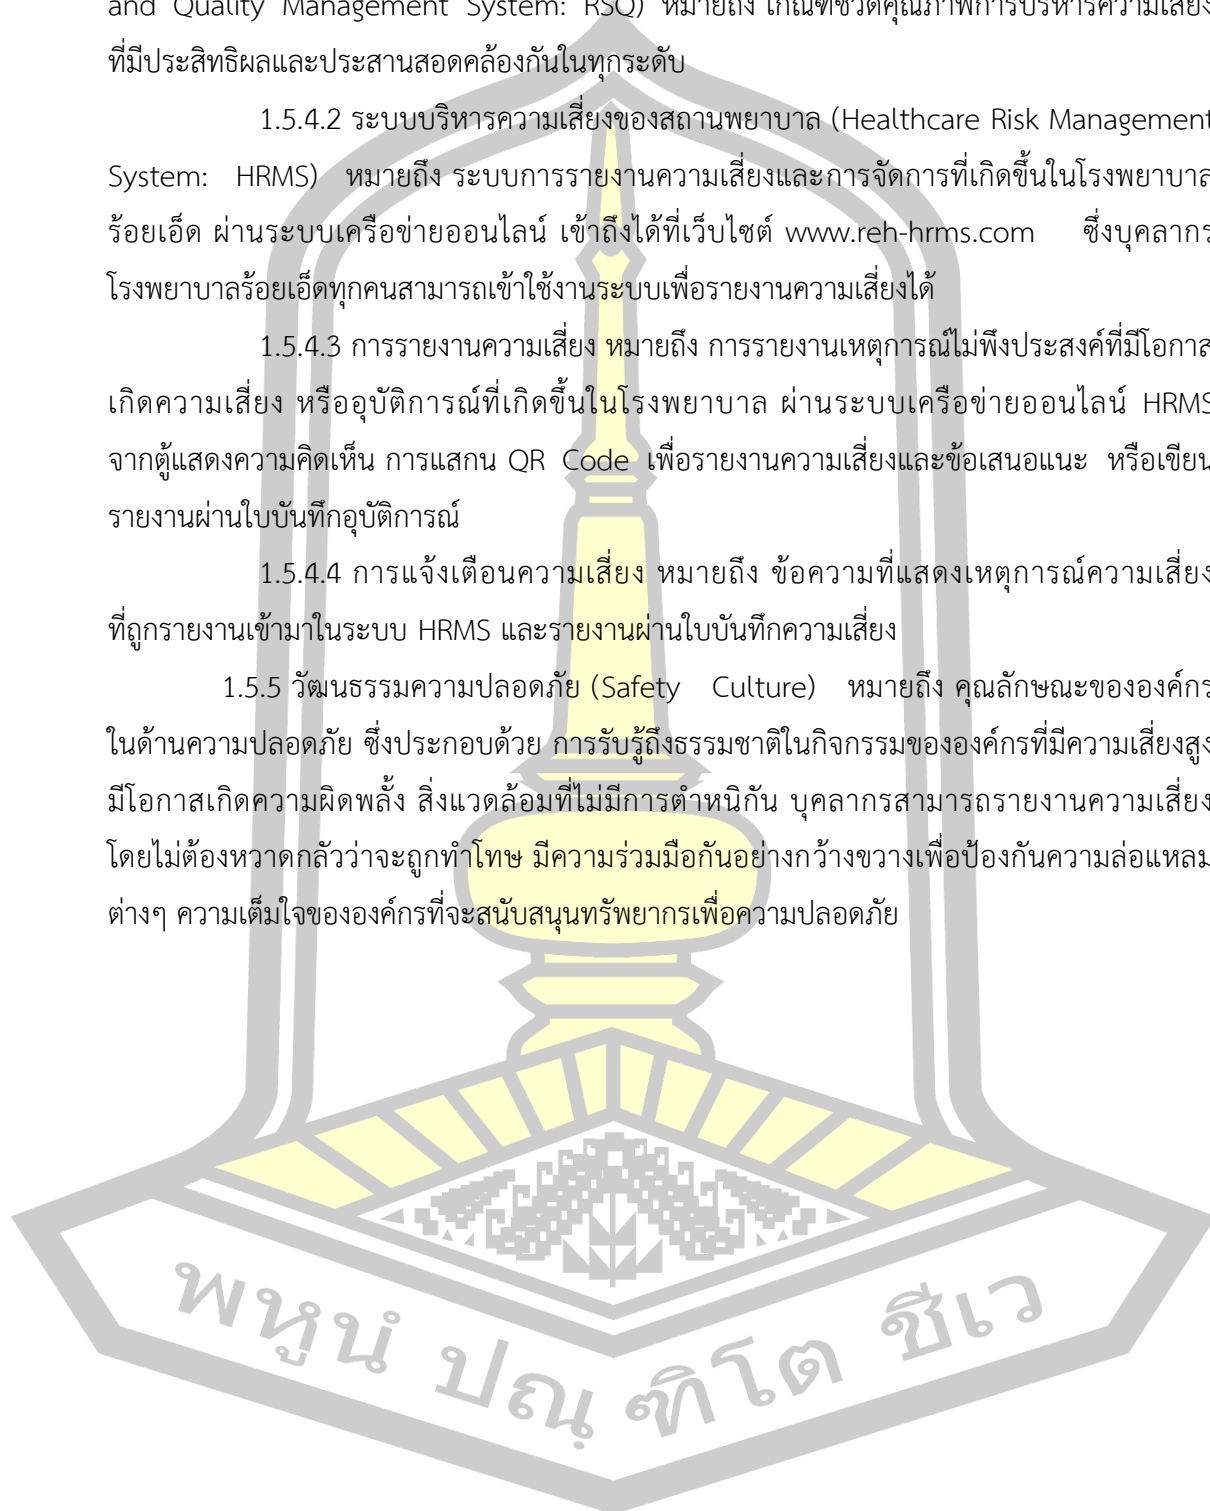 and Quality Management System: RSQ) หมายถึง เกณฑ์ชี้วัดคุณภาพการบริหารความเสี่ยง
ที่มีประสิทธิผลและประสานสอดคล้องกันในทุกระดับ
1.5.4.2 ระบบบริหารความเสี่ยงของสถานพยาบาล (Healthcare Risk Management
System: HRMS) หมายถึง ระบบการรายงานความเสี่ยงและการจัดการที่เกิดขึ้นในโรงพยาบาล
ร้อยเอ็ด ผ่านระบบเครือข่ายออนไลน์ เข้าถึงได้ที่เว็บไซต์ www.reh-hrms.com ซึ่งบุคลากร
โรงพยาบาลร้อยเอ็ดทุกคนสามารถเข้าใช้งานระบบเพื่อรายงานความเสี่ยงได้
1.5.4.3 การรายงานความเสี่ยง หมายถึง การรายงานเหตุการณ์ไม่พึงประสงค์ที่มีโอกาส
เกิดความเสี่ยง หรืออุบัติการณ์ที่เกิดขึ้นในโรงพยาบาล ผ่านระบบเครือข่ายออนไลน์ HRMS
จากตู้แสดงความคิดเห็น การแสกน QR Code เพื่อรายงานความเสี่ยงและข้อเสนอแนะ หรือเขียน
รายงานผ่านใบบันทึกอุบัติการณ์
1.5.4.4 การแจ้งเตือนความเสี่ยง หมายถึง ข้อความที่แสดงเหตุการณ์ความเสี่ยง
ที่ถูกรายงานเข้ามาในระบบ HRMS และรายงานผ่านใบบันทึกความเสี่ยง
1.5.5 วัฒนธรรมความปลอดภัย (Safety Culture) หมายถึง คุณลักษณะขององค์กร
ในด้านความปลอดภัย ซึ่งประกอบด้วย การรับรู้ถึงธรรมชาติในกิจกรรมขององค์กรที่มีความเสี่ยงสูง
มีโอกาสเกิดความผิดพลั้ง สิ่งแวดล้อมที่ไม่มีการตำหนิกัน บุคลากรสามารถรายงานความเสี่ยง
โดยไม่ต้องหวาดกลัวว่าจะถูกทำโทษ มีความร่วมมือกันอย่างกว้างขวางเพื่อป้องกันความล่อแหลม
ต่างๆ ความเต็มใจขององค์กรที่จะสนับสนุนทรัพยากรเพื่อความปลอดภัย
พหูนํ ปณฺฑิโต ชีเว